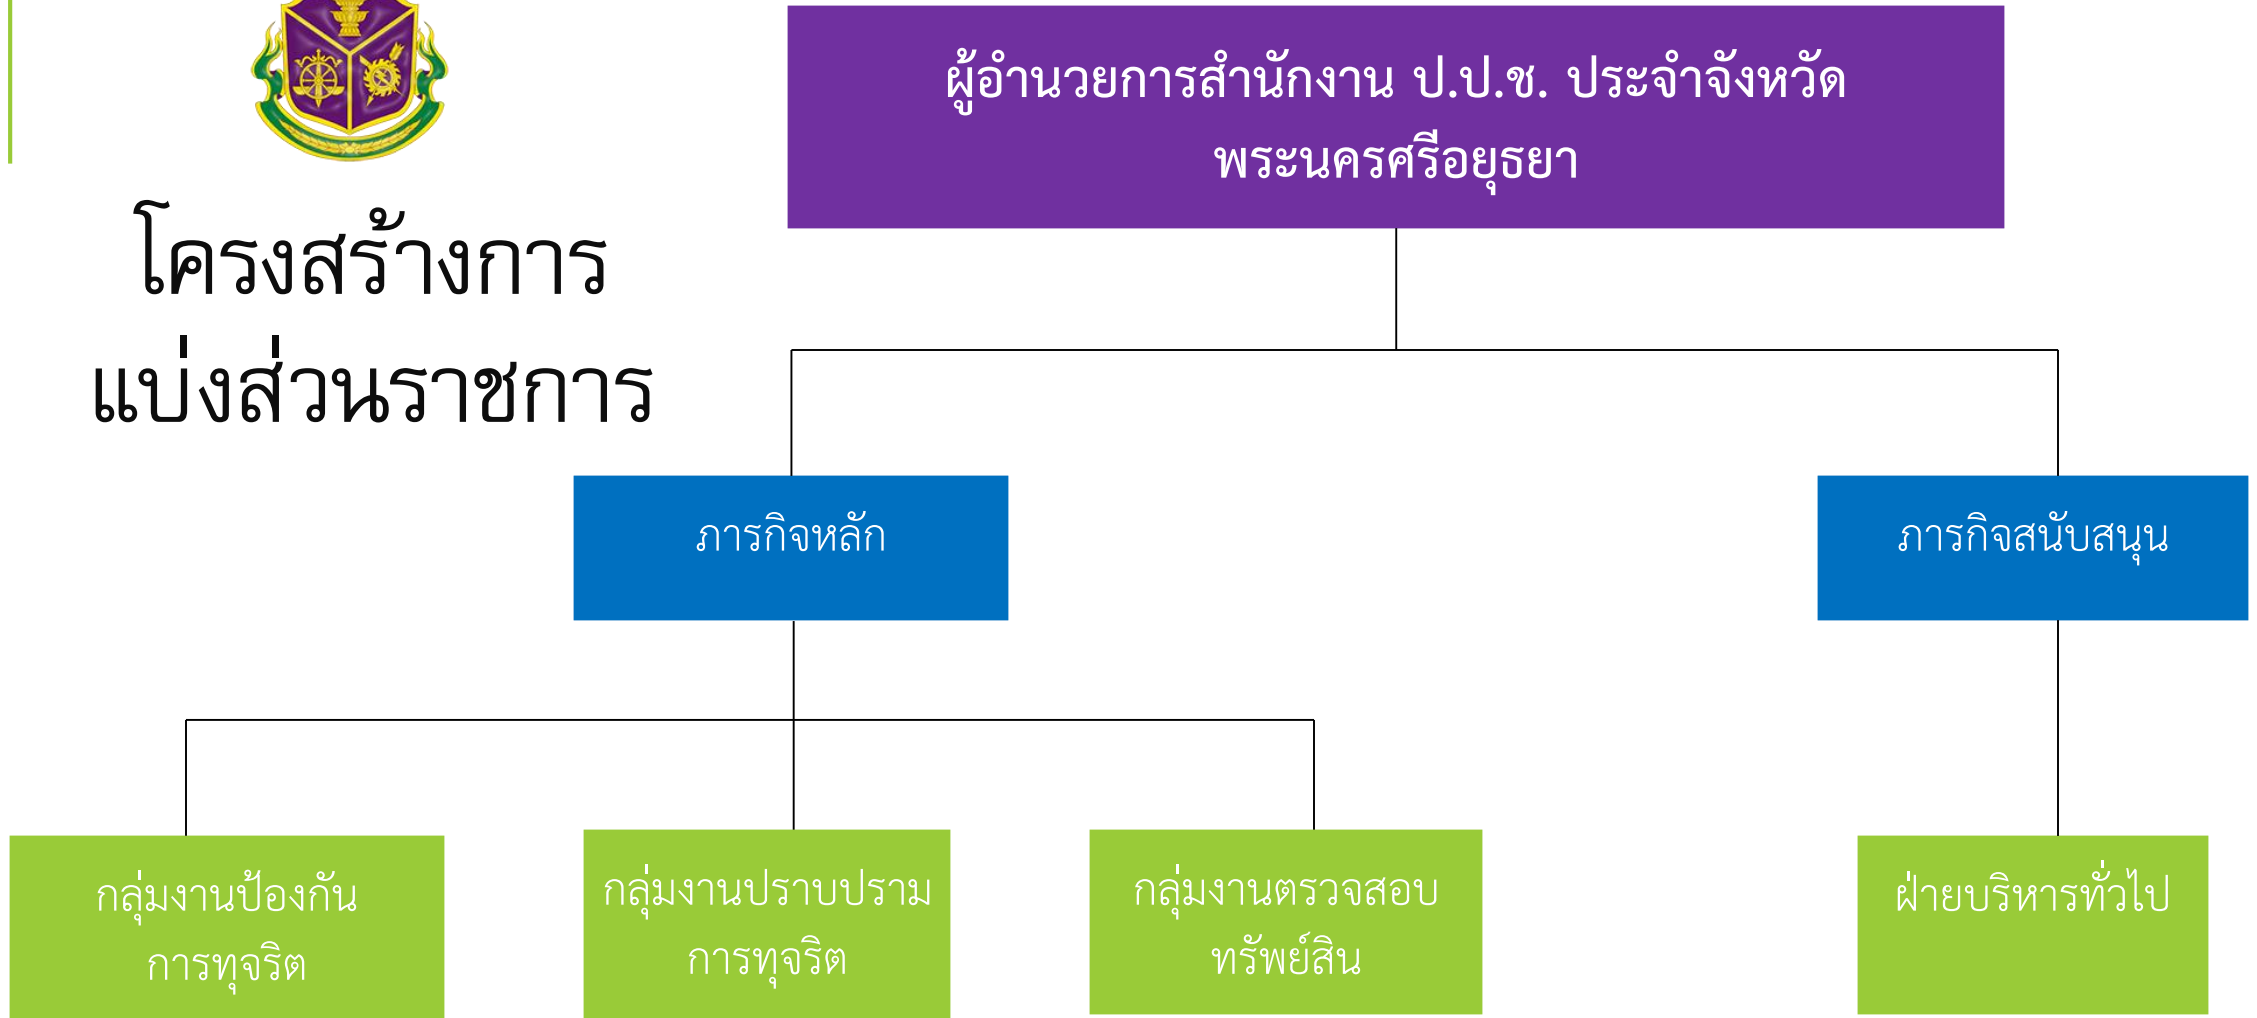 โครงสร้างการ
แบ่งส่วนราชการ
ผู้อำนวยการสำนักงาน ป.ป.ช. ประจำจังหวัด
พระนครศรีอยุธยา
ภารกิจหลัก
ภารกิจสนับสนุน
กลุ่มงานป้องกัน
การทุจริต
กลุ่มงานปราบปราม
การทุจริต
กลุ่มงานตรวจสอบ
ทรัพย์สิน
ฝ่ายบริหารทั่วไป